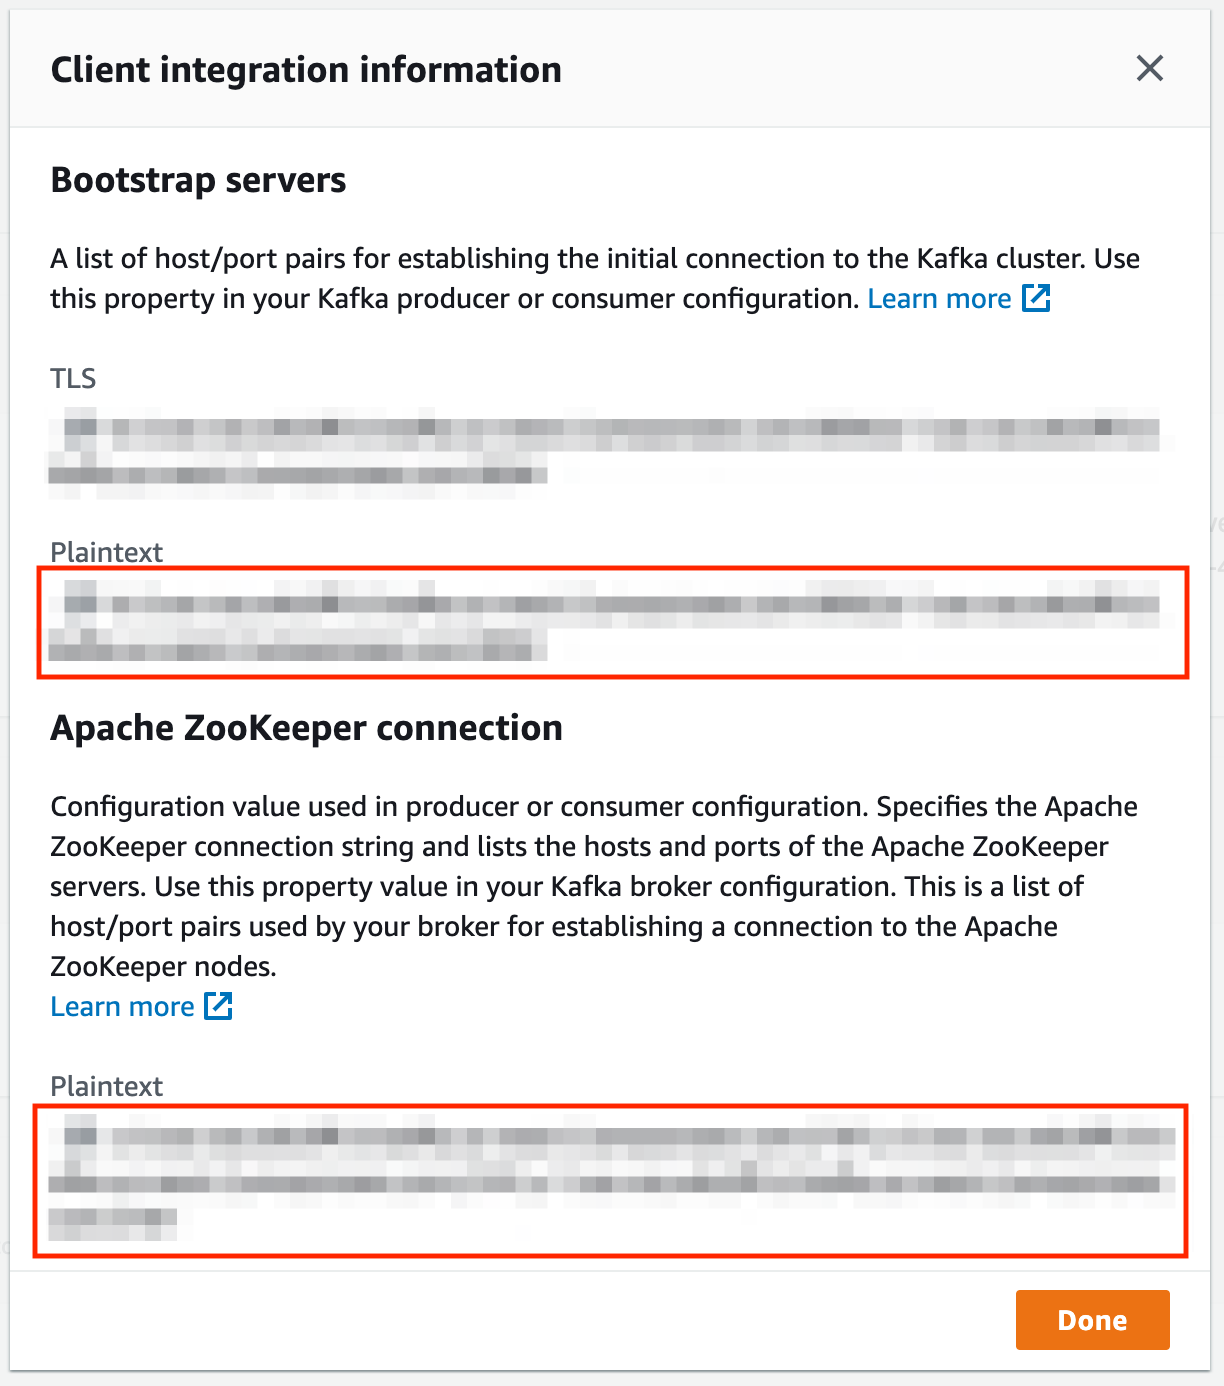 Client integration information
Bootstrap servers
A list of host/port pairs for establishing the initial connection to the Kafka cluster. Use
this property in your Kafka producer or consumer configuration. Learn more
TLS
Plaintext
Apache ZooKeeper connection
Configuration value used in producer or consumer configuration. Specifies the Apache
ZooKeeper connection string and lists the hosts and ports of the Apache ZooKeeper
servers. Use this property value in your Kafka broker configuration. This is a list of
host/port pairs used by your broker for establishing a connection to the Apache
ZooKeeper nodes.
Learn more
Plaintext
Done